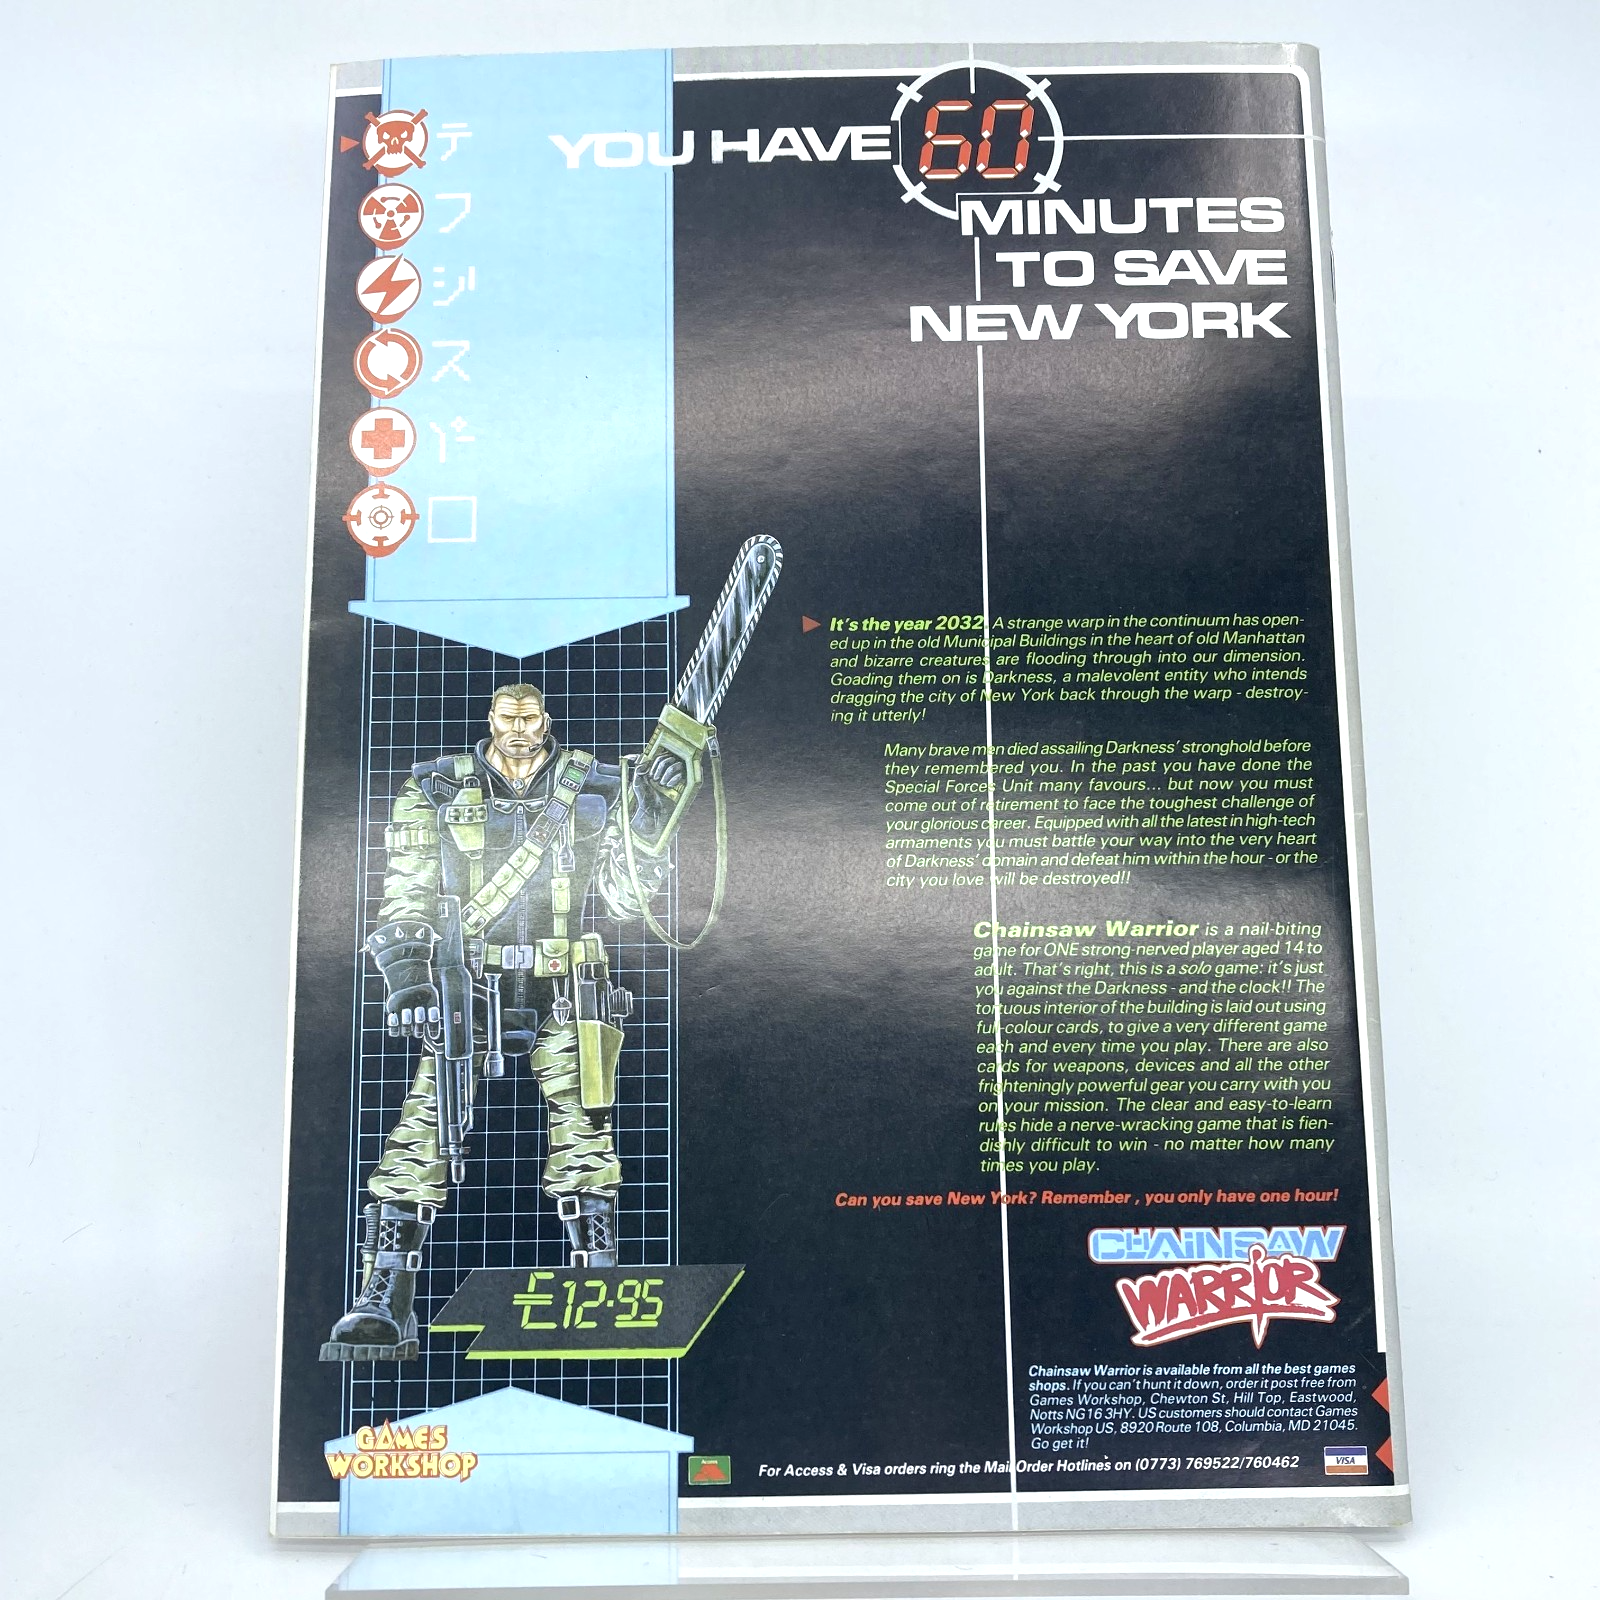 YOU HAVE 60
MINUTES
TO SAVE
NEW YORK
テ
フ
ジ
ス
パ
ロ
It's the year 2032. A strange warp in the continuum has open-
ed up in the old Municipal Buildings in the heart of old Manhattan
and bizarre creatures are flooding through into our dimension.
Goading them on is Darkness, a malevolent entity who intends
dragging the city of New York back through the warp - destroy-
ing it utterly!
Many brave men died assailing Darkness' stronghold before
they remembered you. In the past you have done the
Special Forces Unit many favours... but now you must
come out of retirement to face the toughest challenge of
your glorious career. Equipped with all the latest in high-tech
armaments you must battle your way into the very heart
of Darkness' domain and defeat him within the hour - or the
city you love will be destroyed!!
Chainsaw Warrior is a nail-biting
game for ONE strong-nerved player aged 14 to
adult. That's right, this is a solo game: it's just
you against the Darkness - and the clock!! The
tortuous interior of the building is laid out using
full-colour cards, to give a very different game
each and every time you play. There are also
cards for weapons, devices and all the other
frighteningly powerful gear you carry with you
on your mission. The clear and easy-to-learn
rules hide a nerve-wracking game that is fien-
dishly difficult to win - no matter how many
times you play.
Can you save New York? Remember, you only have one hour!
CHAINSAW
WARRIOR
£12.95
Chainsaw Warrior is available from all the best games
shops. If you can't hunt it down, order it post free from
Games Workshop, Chewton St, Hill Top, Eastwood,
Notts NG16 3HY. US customers should contact Games
Workshop US, 8920 Route 108, Columbia, MD 21045.
Go get it!
GAMES
WORKSHOP
Access
For Access & Visa orders ring the Mail Order Hotlines on (0773) 769522/760462
VISA